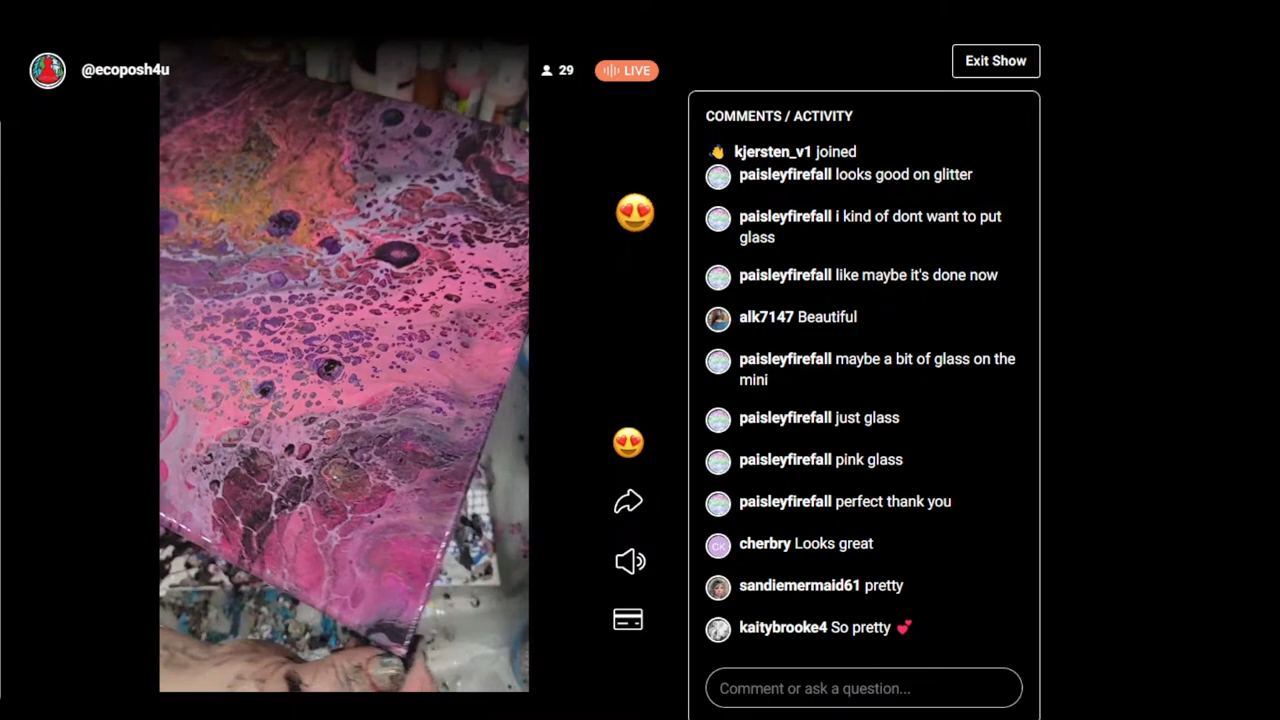 @ecoposh4u
29
LIVE
Exit Show
COMMENTS / ACTIVITY
kjersten_v1 joined
paisleyfirefall looks good on glitter
paisleyfirefall i kind of dont want to put
glass
paisleyfirefall like maybe it's done now
alk7147 Beautiful
paisleyfirefall maybe a bit of glass on the
mini
paisleyfirefall just glass
paisleyfirefall pink glass
paisleyfirefall perfect thank you
CK
cherbry Looks great
sandiemermaid61 pretty
kaitybrooke4 So pretty 💕
Comment or ask a question...